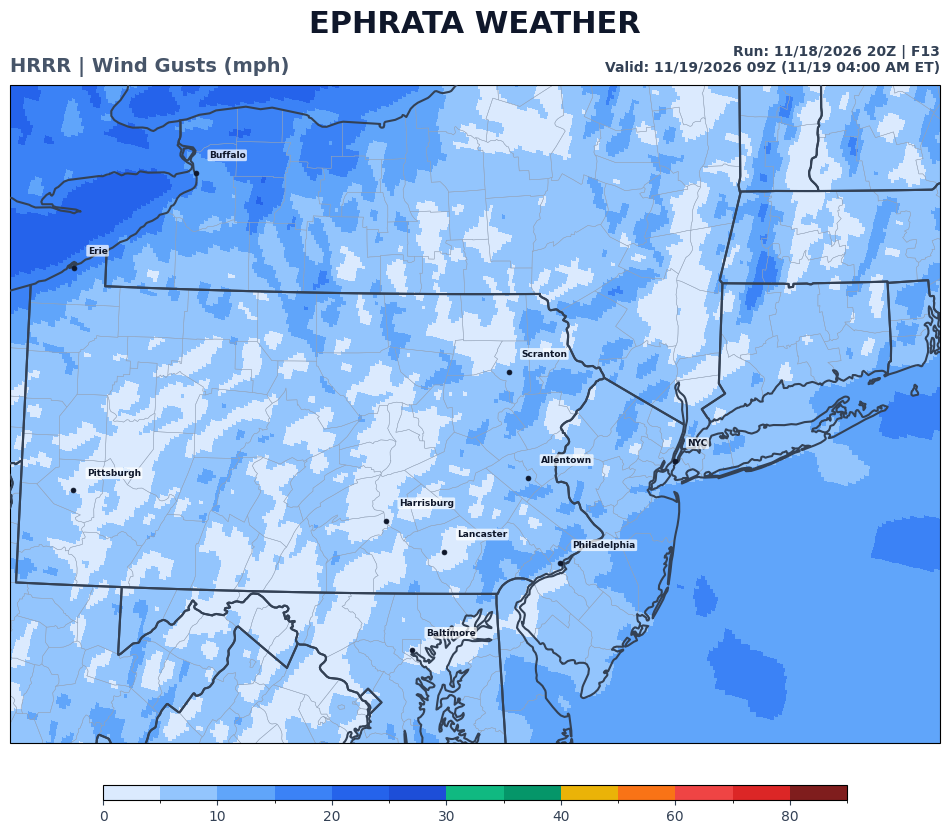 EPHRATA WEATHER
HRRR | Wind Gusts (mph)
Run: 11/18/2026 20Z | F13
Valid: 11/19/2026 09Z (11/19 04:00 AM ET)
Buffalo
Erie
Scranton
NYC
Allentown
Pittsburgh
Harrisburg
Lancaster
Philadelphia
Baltimore
0 10 20 30 40 50 60 70 80